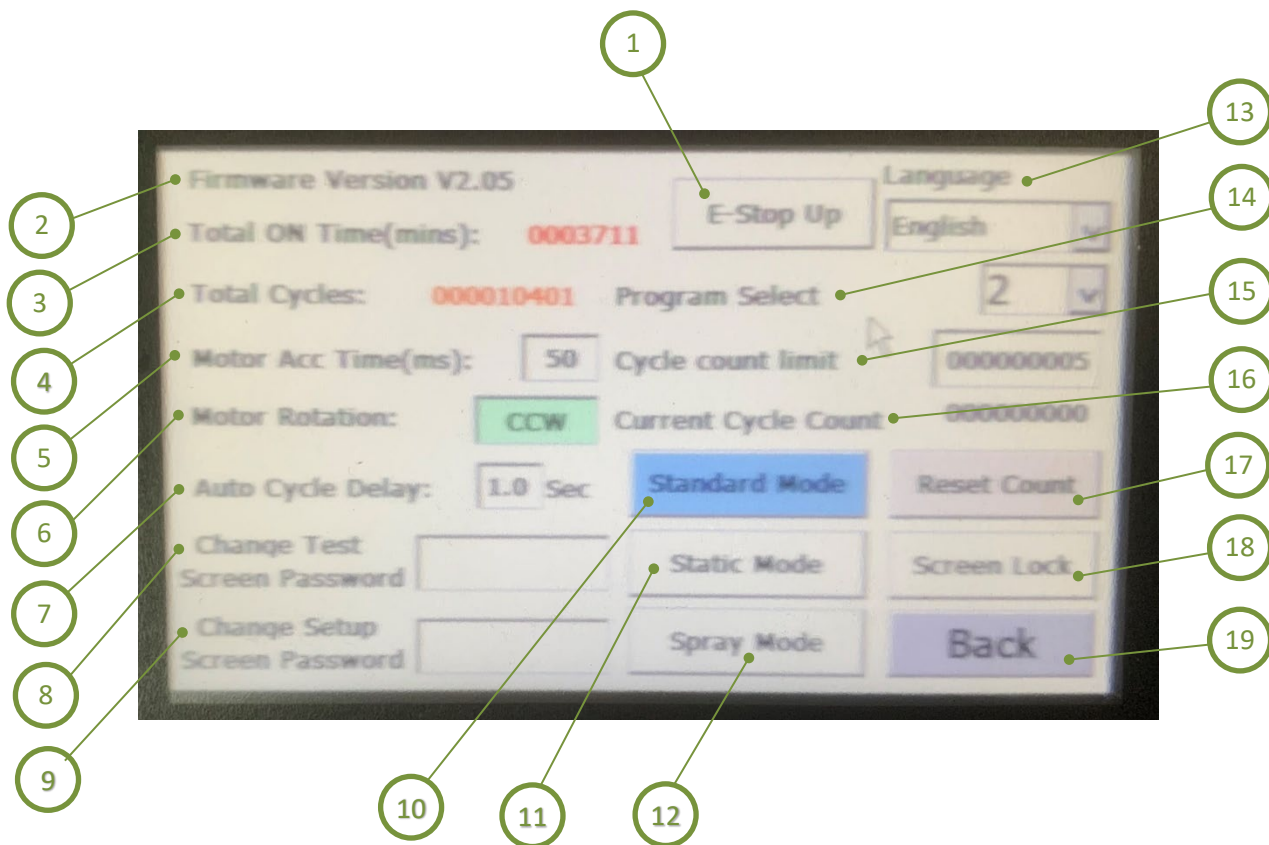 1
13
Firmware Version V2.05
Language
14
2
E-Stop Up
English
Total ON Time(mins): 0003711
3
Total Cycles: 000010401 Program Select 2
15
4
Motor Acc Time(ms): 50 Cycle count limit 000000005
16
5
Motor Rotation: CCW Current Cycle Count 000000000
17
6
Auto Cycle Delay: 1.0 Sec Standard Mode Reset Count
18
7
Change Test
Screen Password
Static Mode Screen Lock
19
8
Change Setup
Screen Password
Spray Mode Back
9
10
11
12